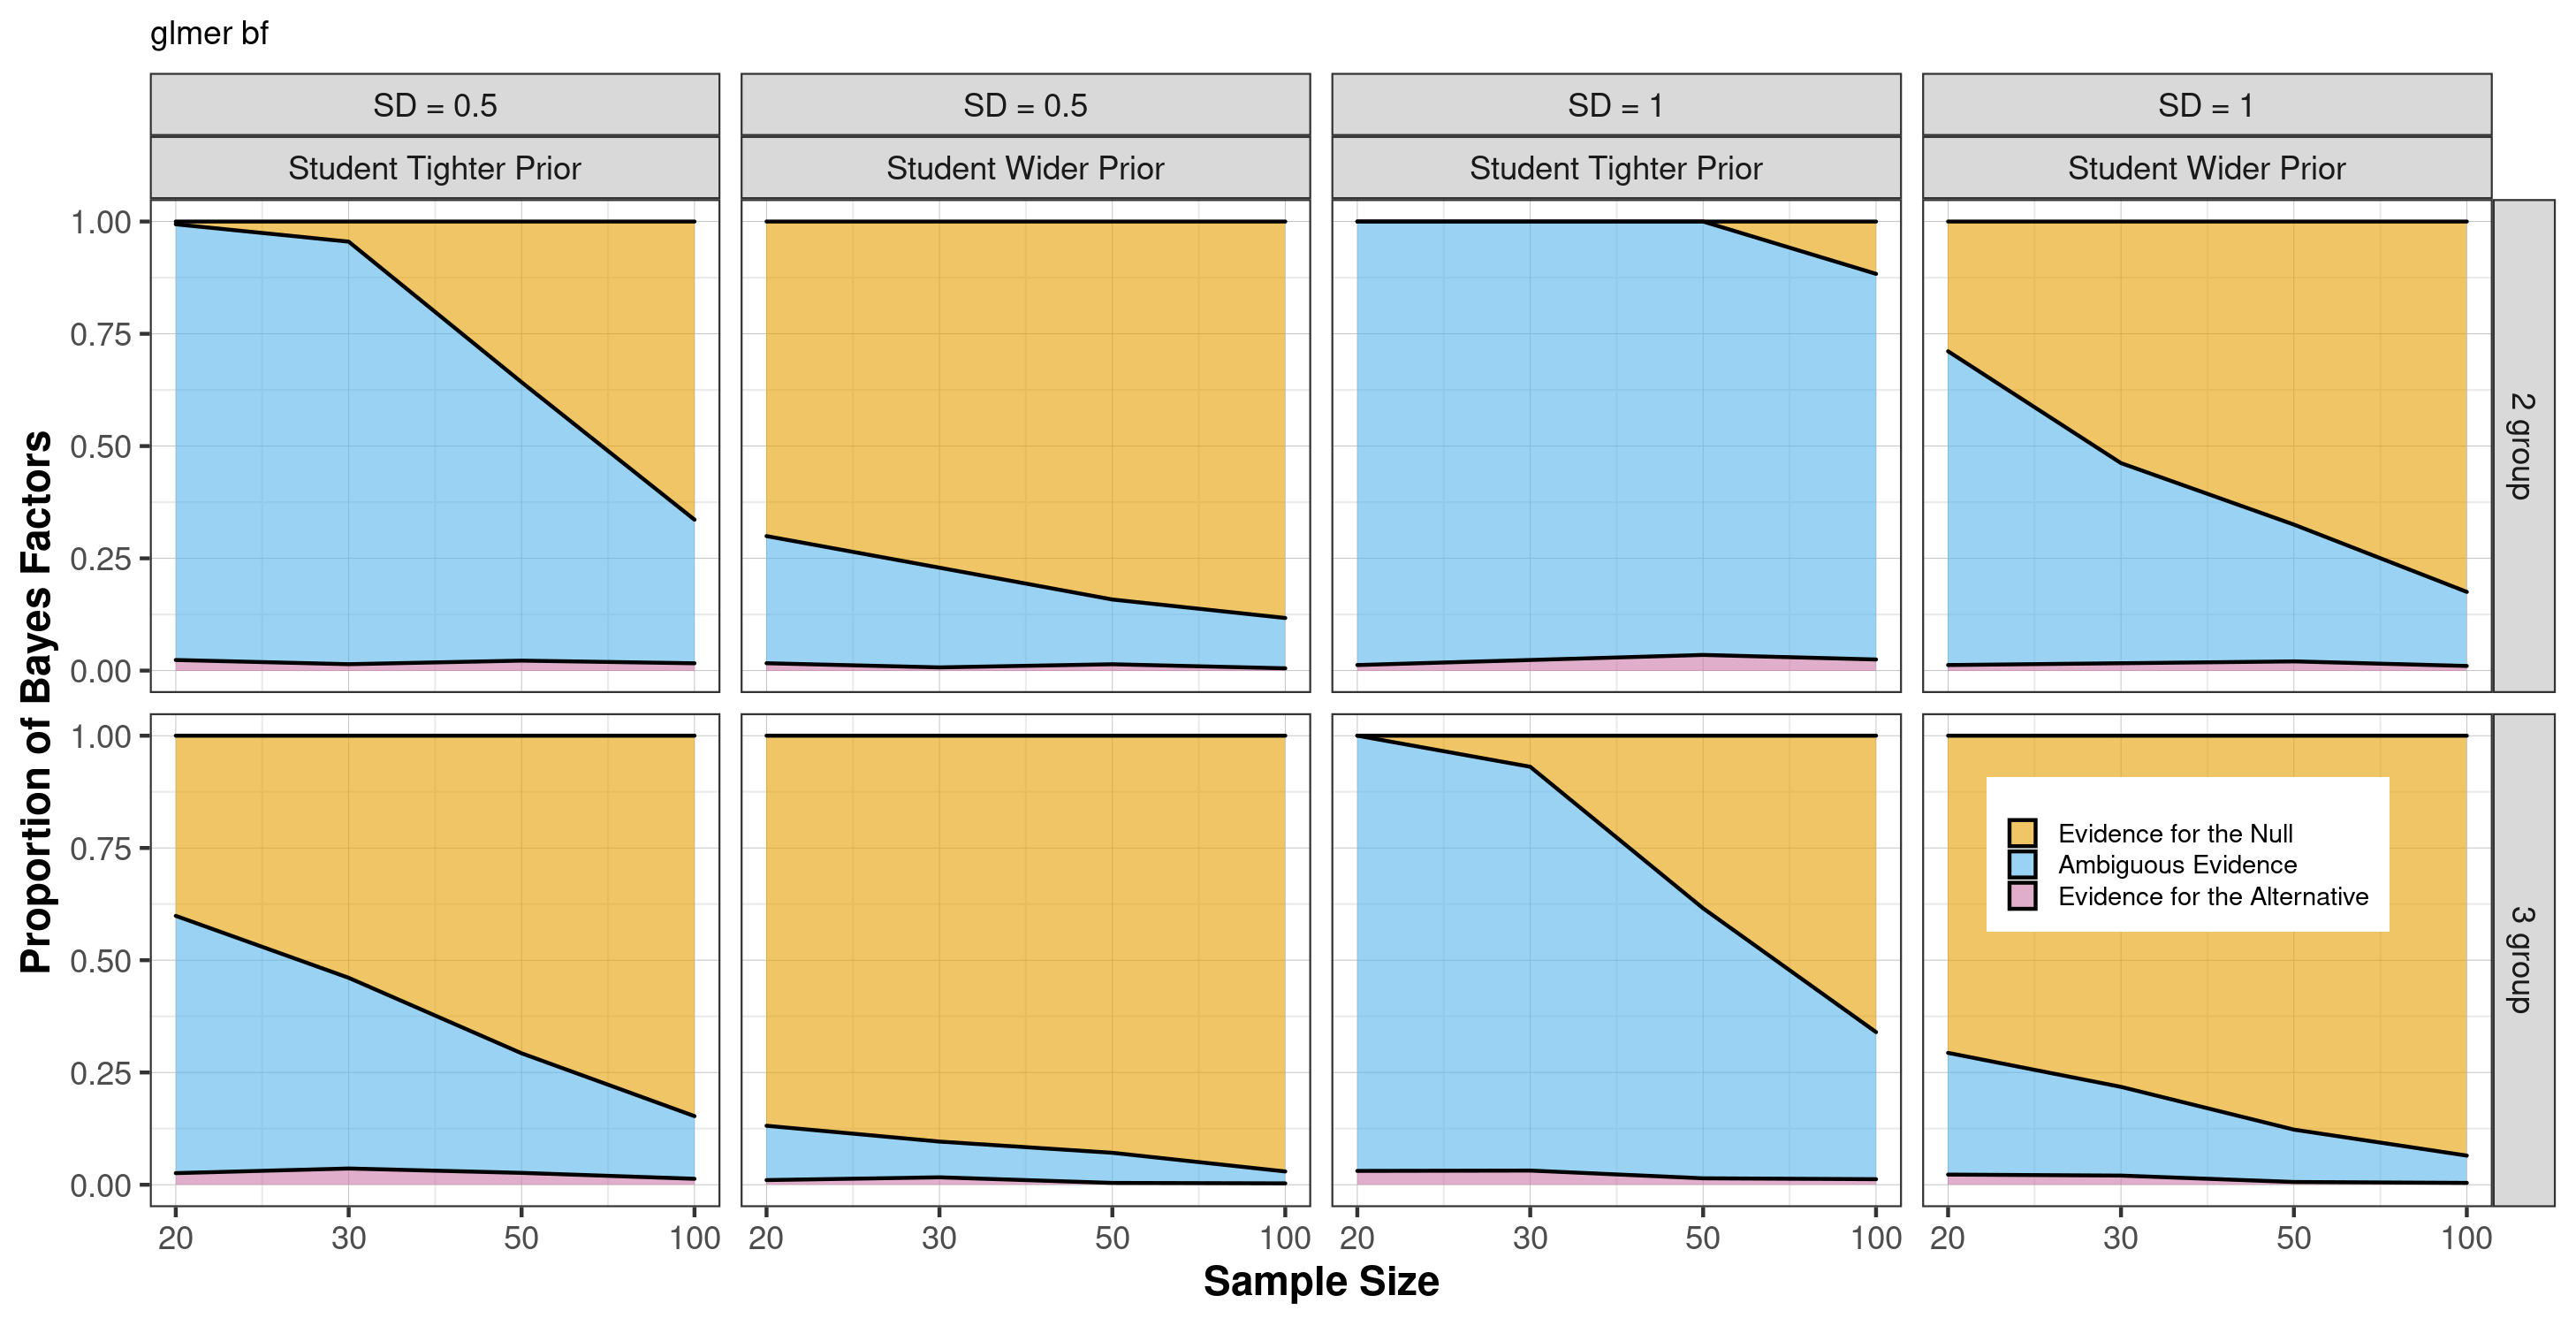 glmer bf
SD = 0.5
SD = 0.5
SD = 1
SD = 1
Student Tighter Prior
Student Wider Prior
Student Tighter Prior
Student Wider Prior
Proportion of Bayes Factors
1.00
0.75
0.50
0.25
0.00
2 group
1.00
0.75
0.50
0.25
0.00
Evidence for the Null
Ambiguous Evidence
Evidence for the Alternative
3 group
20 30 50 100
20 30 50 100
20 30 50 100
20 30 50 100
Sample Size